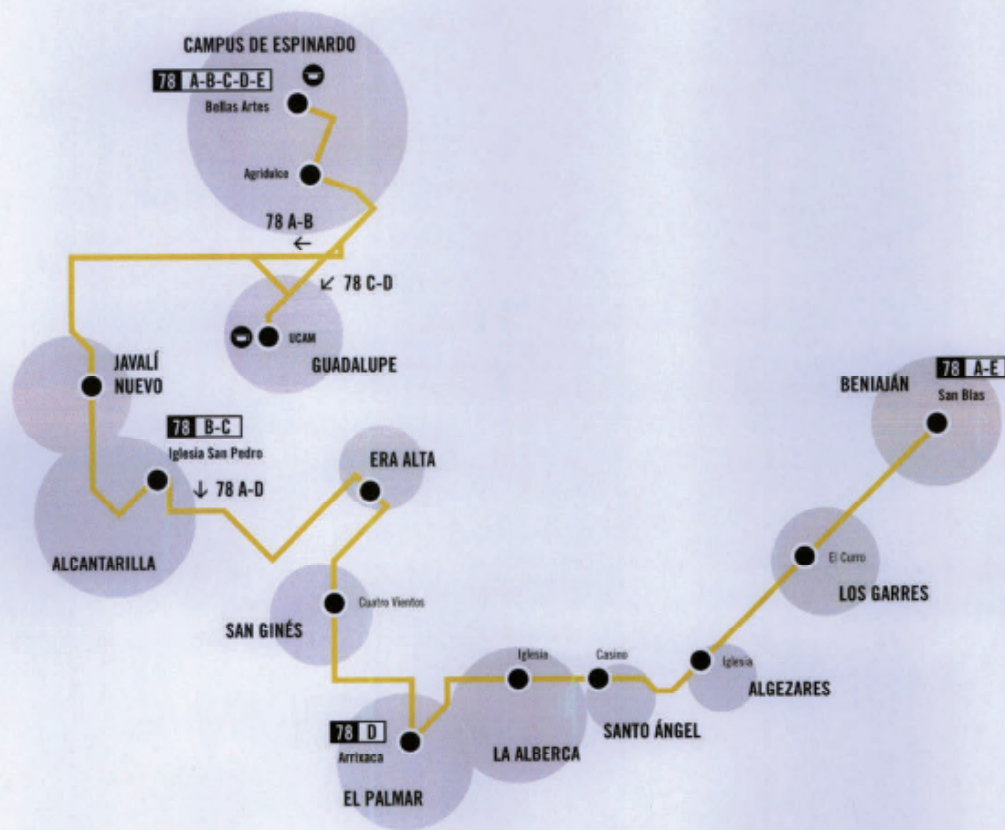 CAMPUS DE ESPINARDO
78 A-B-C-D-E
Bellas Artes
Agridulce
78 A-B
←
↙ 78 C-D
UCAM
GUADALUPE
JAVALÍ
NUEVO
78 B-C
Iglesia San Pedro
↓ 78 A-D
ALCANTARILLA
ERA ALTA
BENIAJÁN
78 A-E
San Blas
El Curro
LOS GARRES
Cuatro Vientos
SAN GINÉS
Iglesia
Casino
Iglesia
ALGEZARES
SANTO ÁNGEL
LA ALBERCA
78 D
Arrixaca
EL PALMAR